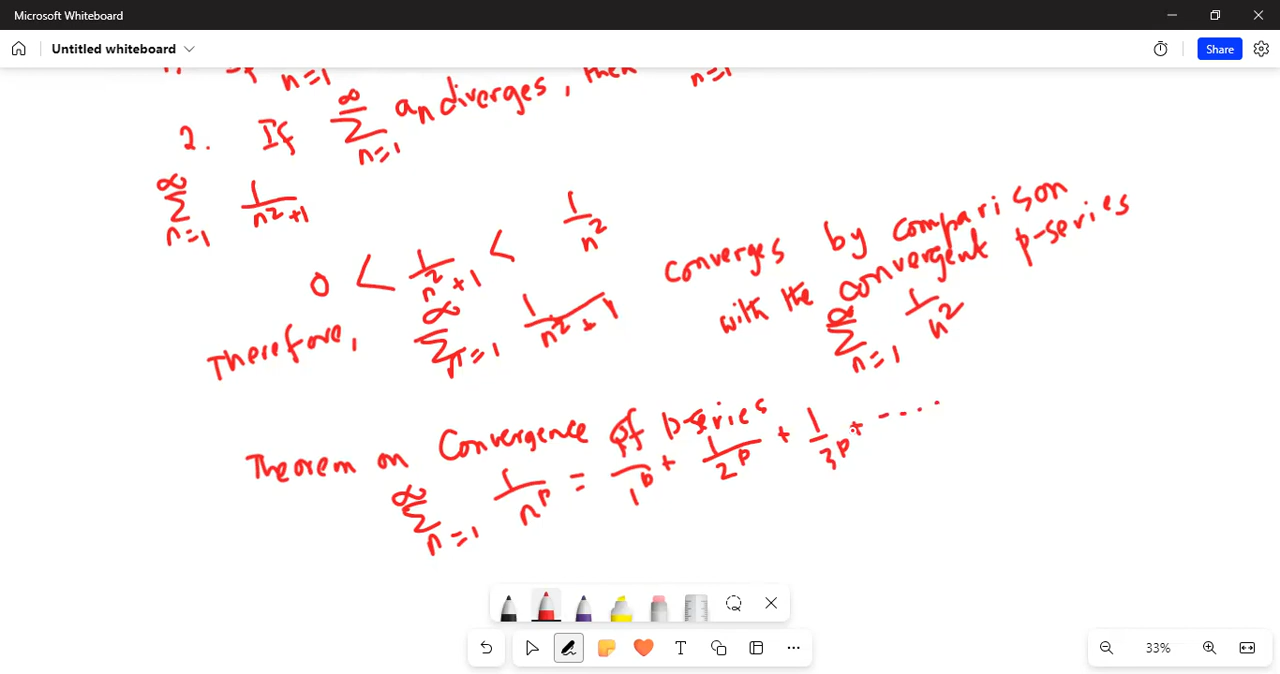 Microsoft Whiteboard
Untitled whiteboard
Share
n=1
n=1
2. If ∞ ∑ n=1 an diverges, then
∞ ∑ n=1 1/n²+1
0 < 1/n²+1 < 1/n²
Therefore, ∞ ∑ n=1 1/n²+1 Converges by comparison
with the convergent p-series
∞ ∑ n=1 1/n²
Theorem on Convergence of p-series
∞ ∑ n=1 1/n^p = 1/1^p + 1/2^p + 1/3^p + .....
33%